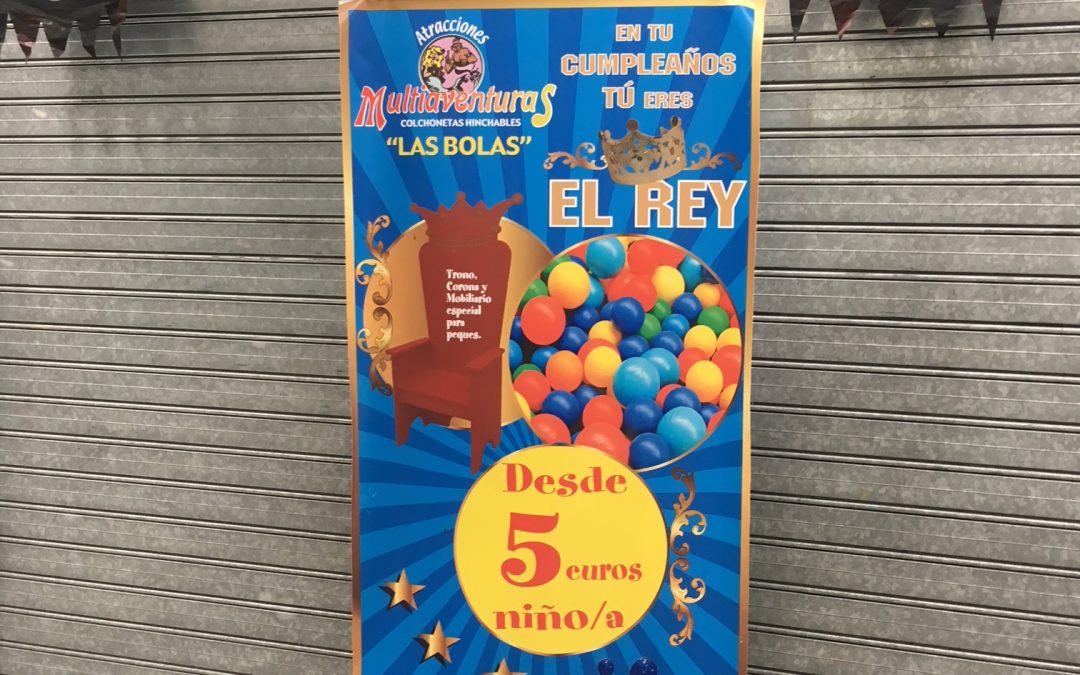 Atracciones
Multiaventuras
COLCHONETAS HINCHABLES
"LAS BOLAS"
EN TU
CUMPLEAÑOS
TÚ ERES
EL REY
Trono,
Corona y
Mobiliario
especial
para
peques.
Desde
5 euros
niño/a